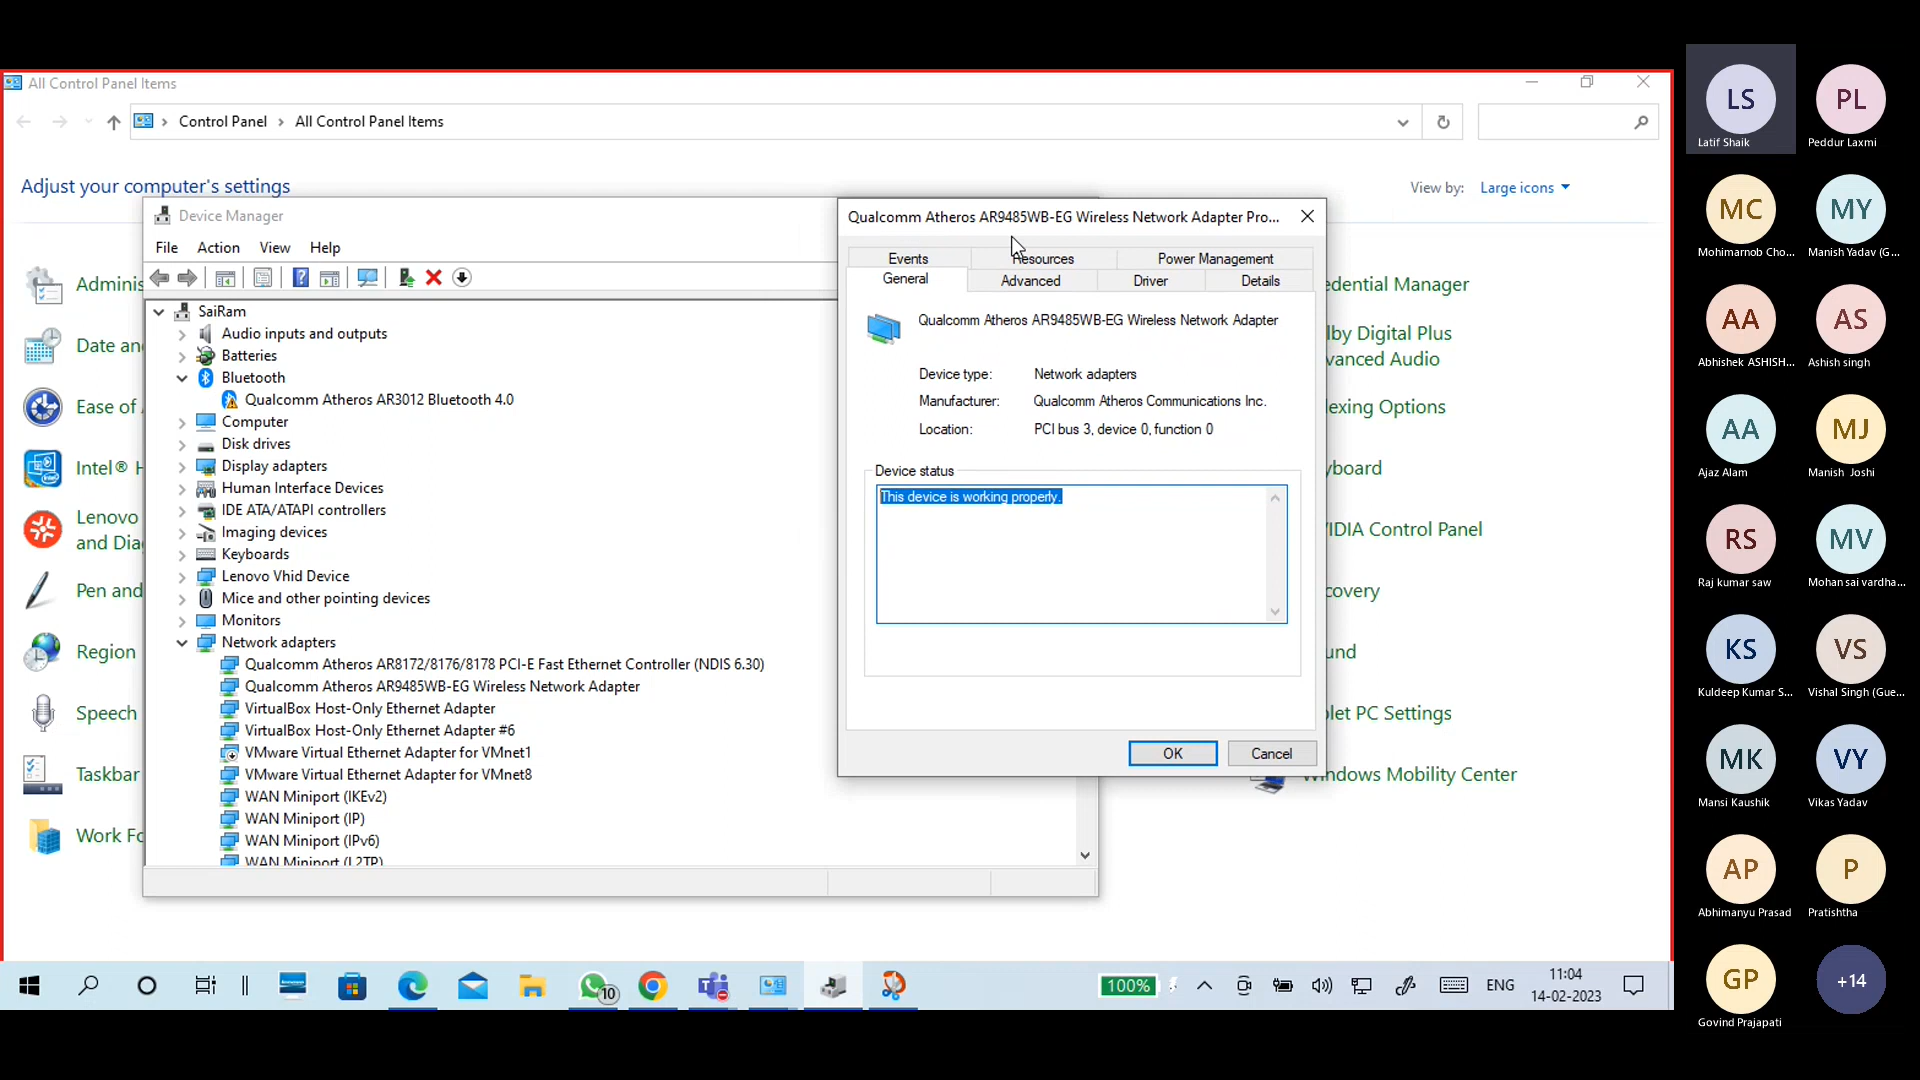 All Control Panel Items
Control Panel > All Control Panel Items
Adjust your computer's settings
View by: Large icons
Device Manager
File Action View Help
SaiRam
Audio inputs and outputs
Batteries
Bluetooth
Qualcomm Atheros AR3012 Bluetooth 4.0
Computer
Disk drives
Display adapters
Human Interface Devices
IDE ATA/ATAPI controllers
Imaging devices
Keyboards
Lenovo Vhid Device
Mice and other pointing devices
Monitors
Network adapters
Qualcomm Atheros AR8172/8176/8178 PCI-E Fast Ethernet Controller (NDIS 6.30)
Qualcomm Atheros AR9485WB-EG Wireless Network Adapter
VirtualBox Host-Only Ethernet Adapter
VirtualBox Host-Only Ethernet Adapter #6
VMware Virtual Ethernet Adapter for VMnet1
VMware Virtual Ethernet Adapter for VMnet8
WAN Miniport (IKEv2)
WAN Miniport (IP)
WAN Miniport (IPv6)
WAN Miniport (L2TP)
Adminis
Date an
Ease of
Intel® H
Lenovo
and Dia
Pen and
Region
Speech
Taskbar
Work Fo
Qualcomm Atheros AR9485WB-EG Wireless Network Adapter Pro...
Events Resources Power Management
General Advanced Driver Details
Qualcomm Atheros AR9485WB-EG Wireless Network Adapter
Device type: Network adapters
Manufacturer: Qualcomm Atheros Communications Inc.
Location: PCI bus 3, device 0, function 0
Device status
This device is working properly.
OK Cancel
edential Manager
lby Digital Plus
vanced Audio
exing Options
yboard
VIDIA Control Panel
covery
und
blet PC Settings
Windows Mobility Center
10
100%
ENG
11:04
14-02-2023
LS
Latif Shaik
PL
Peddur Laxmi
MC
Mohimarnob Cho...
MY
Manish Yadav (G...
AA
Abhishek ASHISH...
AS
Ashish singh
AA
Ajaz Alam
MJ
Manish Joshi
RS
Raj kumar saw
MV
Mohan sai vardha...
KS
Kuldeep Kumar S...
VS
Vishal Singh (Gue...
MK
Mansi Kaushik
VY
Vikas Yadav
AP
Abhimanyu Prasad
P
Pratishtha
GP
Govind Prajapati
+14